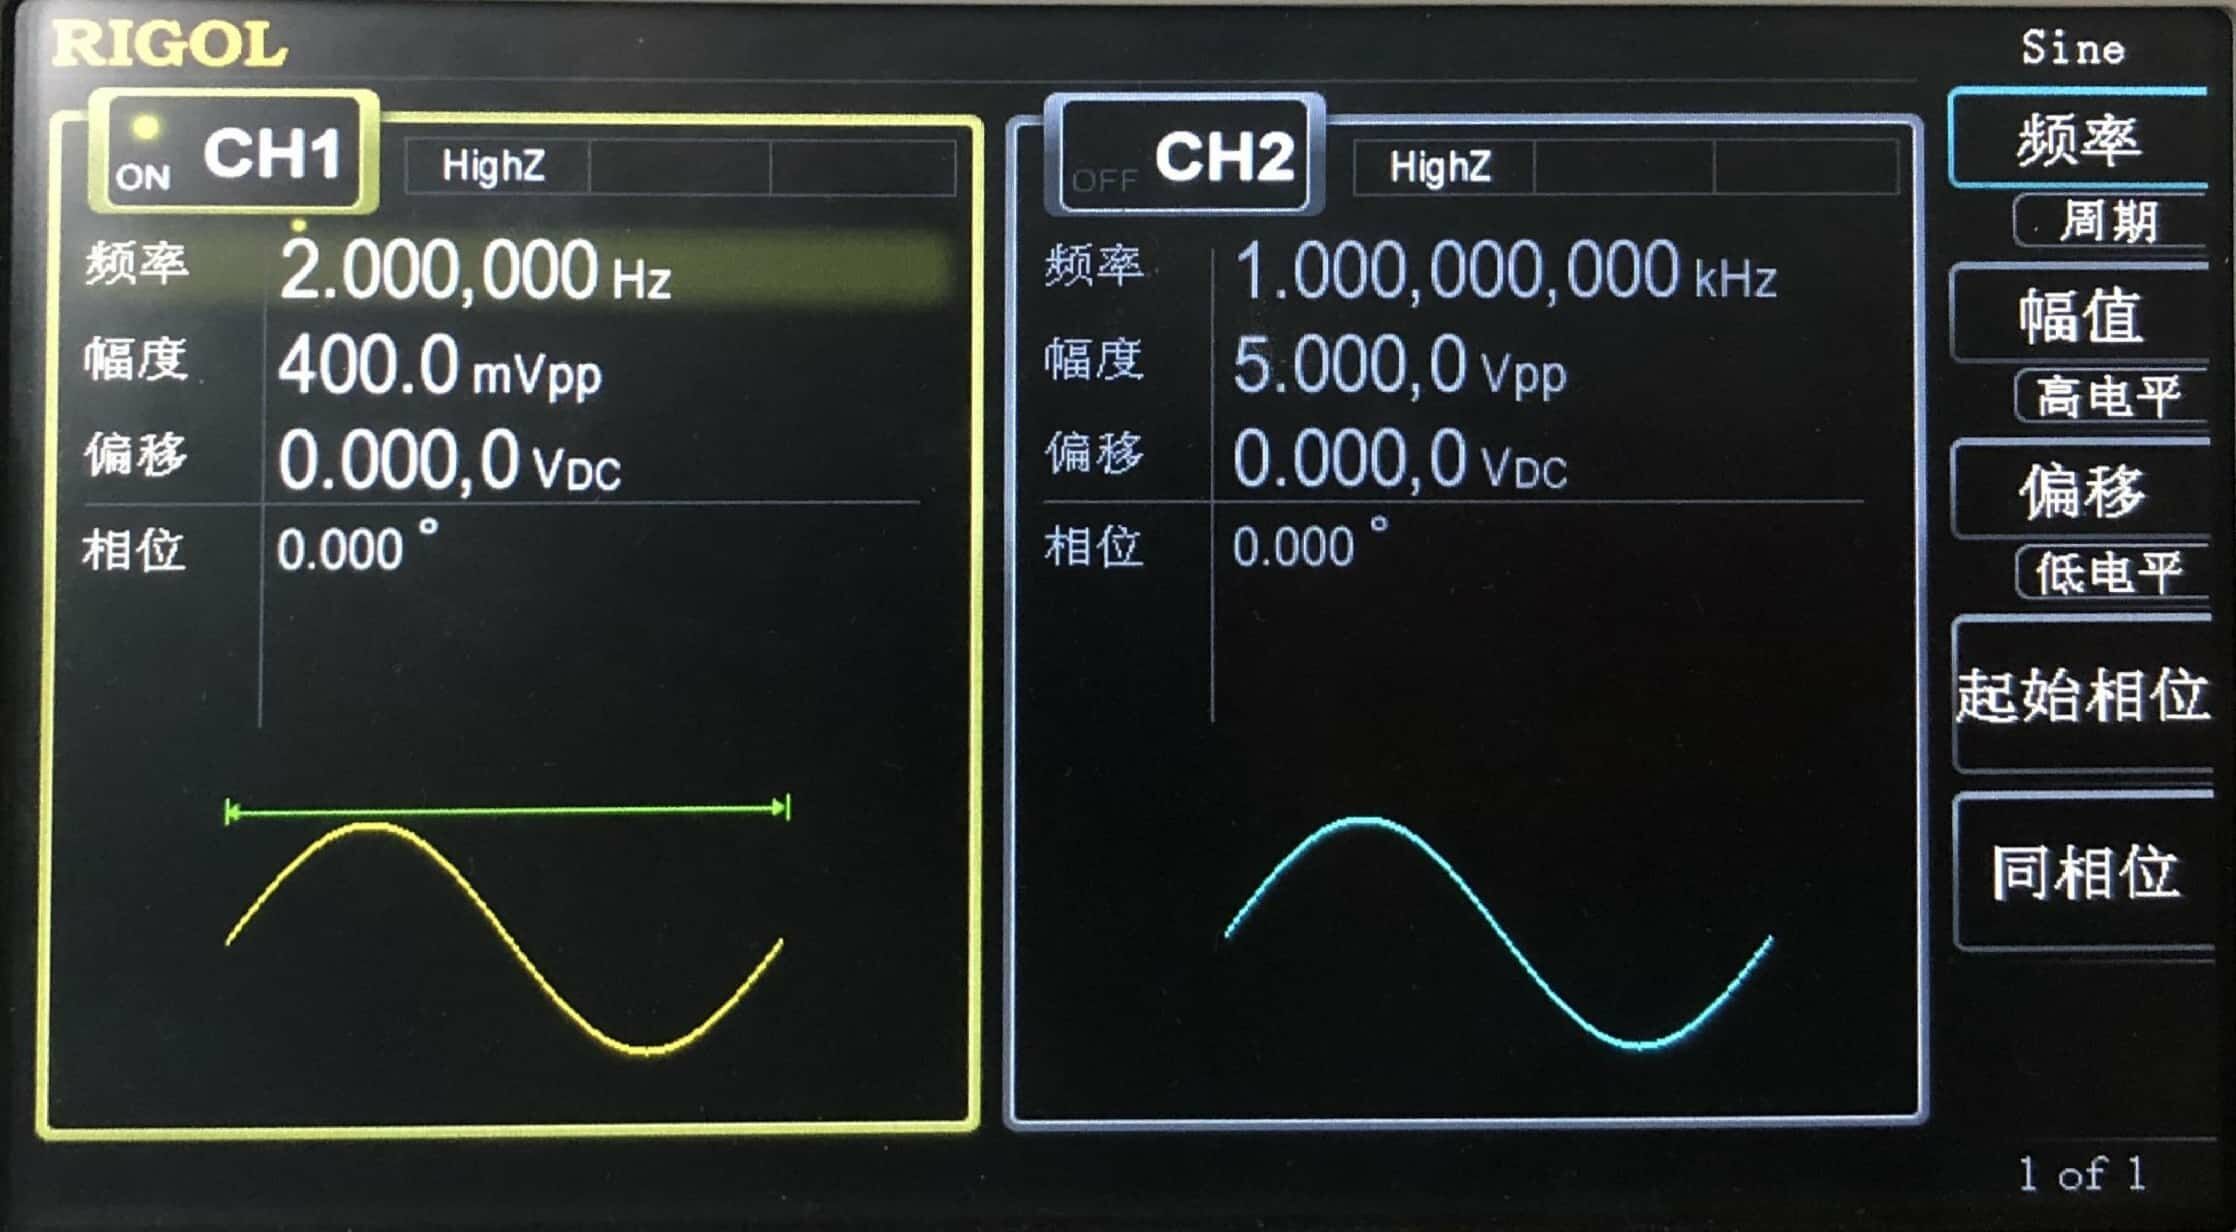 RIGOL
Sine
ON CH1 HighZ
频率 2.000,000 Hz
幅度 400.0 mVpp
偏移 0.000,0 VDC
相位 0.000 °
OFF CH2 HighZ
频率 1.000,000,000 kHz
幅度 5.000,0 Vpp
偏移 0.000,0 VDC
相位 0.000 °
频率
周期
幅值
高电平
偏移
低电平
起始相位
同相位
1 of 1